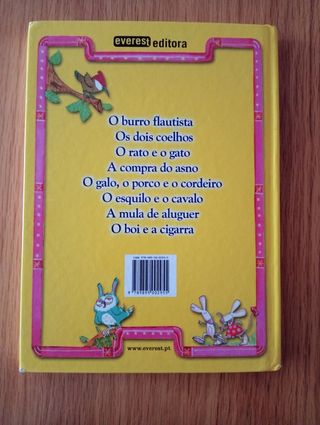 everest editora
O burro flautista
Os dois coelhos
O rato e o gato
A compra do asno
O galo, o porco e o cordeiro
O esquilo e o cavalo
A mula de aluguer
O boi e a cigarra
www.everest.pt